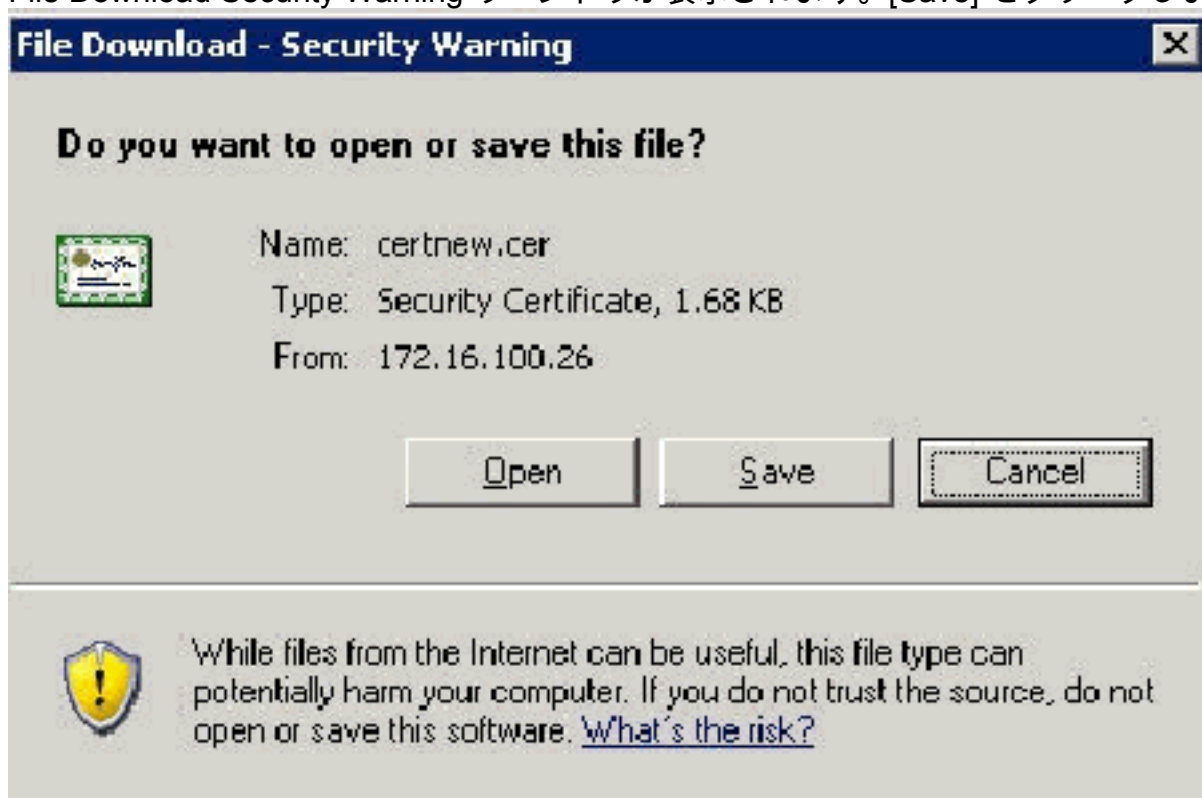 File Download - Security Warning
Do you want to open or save this file?
Name: certnew.cer
Type: Security Certificate, 1.68 KB
From: 172.16.100.26
Open Save Cancel
While files from the Internet can be useful, this file type can
potentially harm your computer. If you do not trust the source, do not
open or save this software. What's the risk?